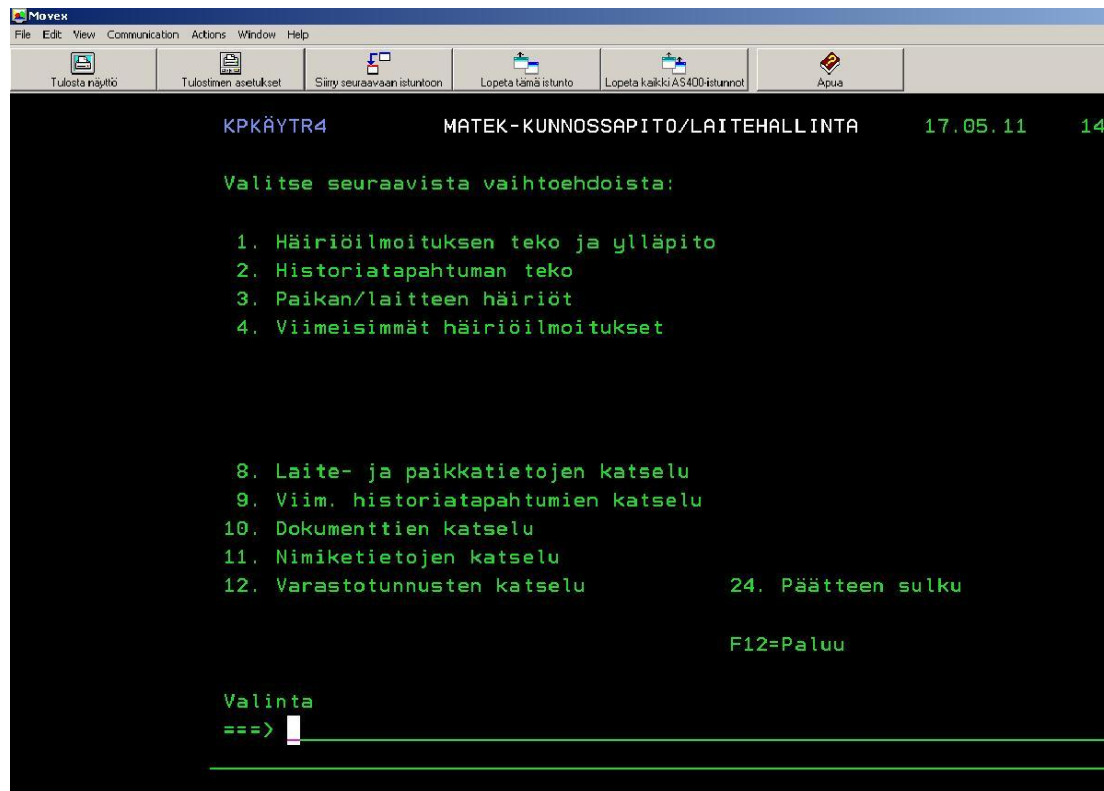 Movex
File Edit View Communication Actions Window Help
Tulosta näyttö Tulostimen asetukset Siirry seuraavaan istuntoon Lopeta tämä istunto Lopeta kaikki AS400-istunnot Apua
KPKÄYTR4 MATEK-KUNNOSSAPITO/LAITEHALLINTA 17.05.11 14
Valitse seuraavista vaihtoehdoista:
1. Häiriöilmoituksen teko ja ylläpito
2. Historiatapahtuman teko
3. Paikan/laitteen häiriöt
4. Viimeisimmät häiriöilmoitukset
8. Laite- ja paikkatietojen katselu
9. Viim. historiatapahtumien katselu
10. Dokumenttien katselu
11. Nimiketietojen katselu
12. Varastotunnusten katselu 24. Päätteen sulku
F12=Paluu
Valinta
===>